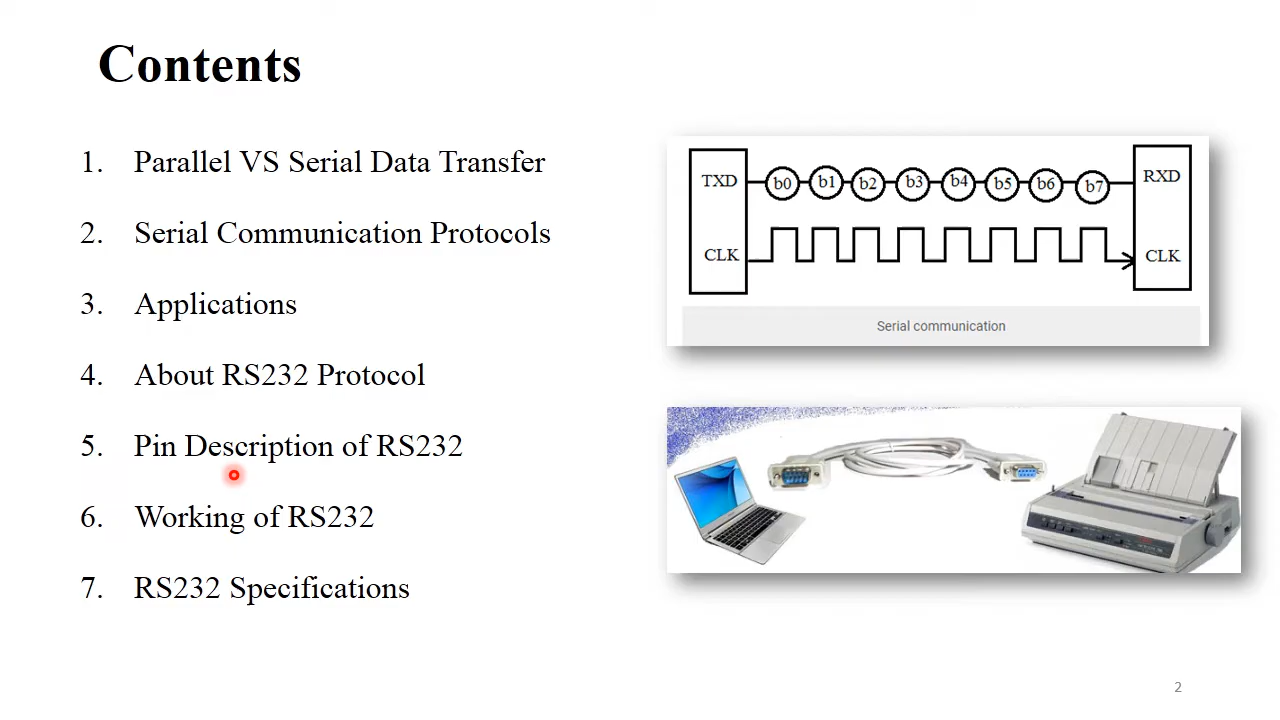 Contents
1. Parallel VS Serial Data Transfer
2. Serial Communication Protocols
3. Applications
4. About RS232 Protocol
5. Pin Description of RS232
6. Working of RS232
7. RS232 Specifications
TXD b0 b1 b2 b3 b4 b5 b6 b7 RXD
CLK CLK
Serial communication
2